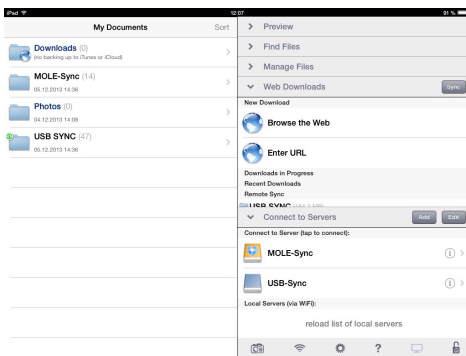 iPad
12:07
91 %
My Documents
Sort
Downloads (0)
(no backing up to iTunes or iCloud)
MOLE-Sync (14)
05.12.2013 14:36
Photos (0)
04.12.2013 14:08
USB SYNC (47)
05.12.2013 14:36
Preview
Find Files
Manage Files
Web Downloads
Sync
New Download
Browse the Web
Enter URL
Downloads in Progress
Recent Downloads
Remote Sync
USB SYNC
Connect to Servers
Add
Edit
Connect to Server (tap to connect):
MOLE-Sync
USB-Sync
Local Servers (via WiFi):
reload list of local servers
?